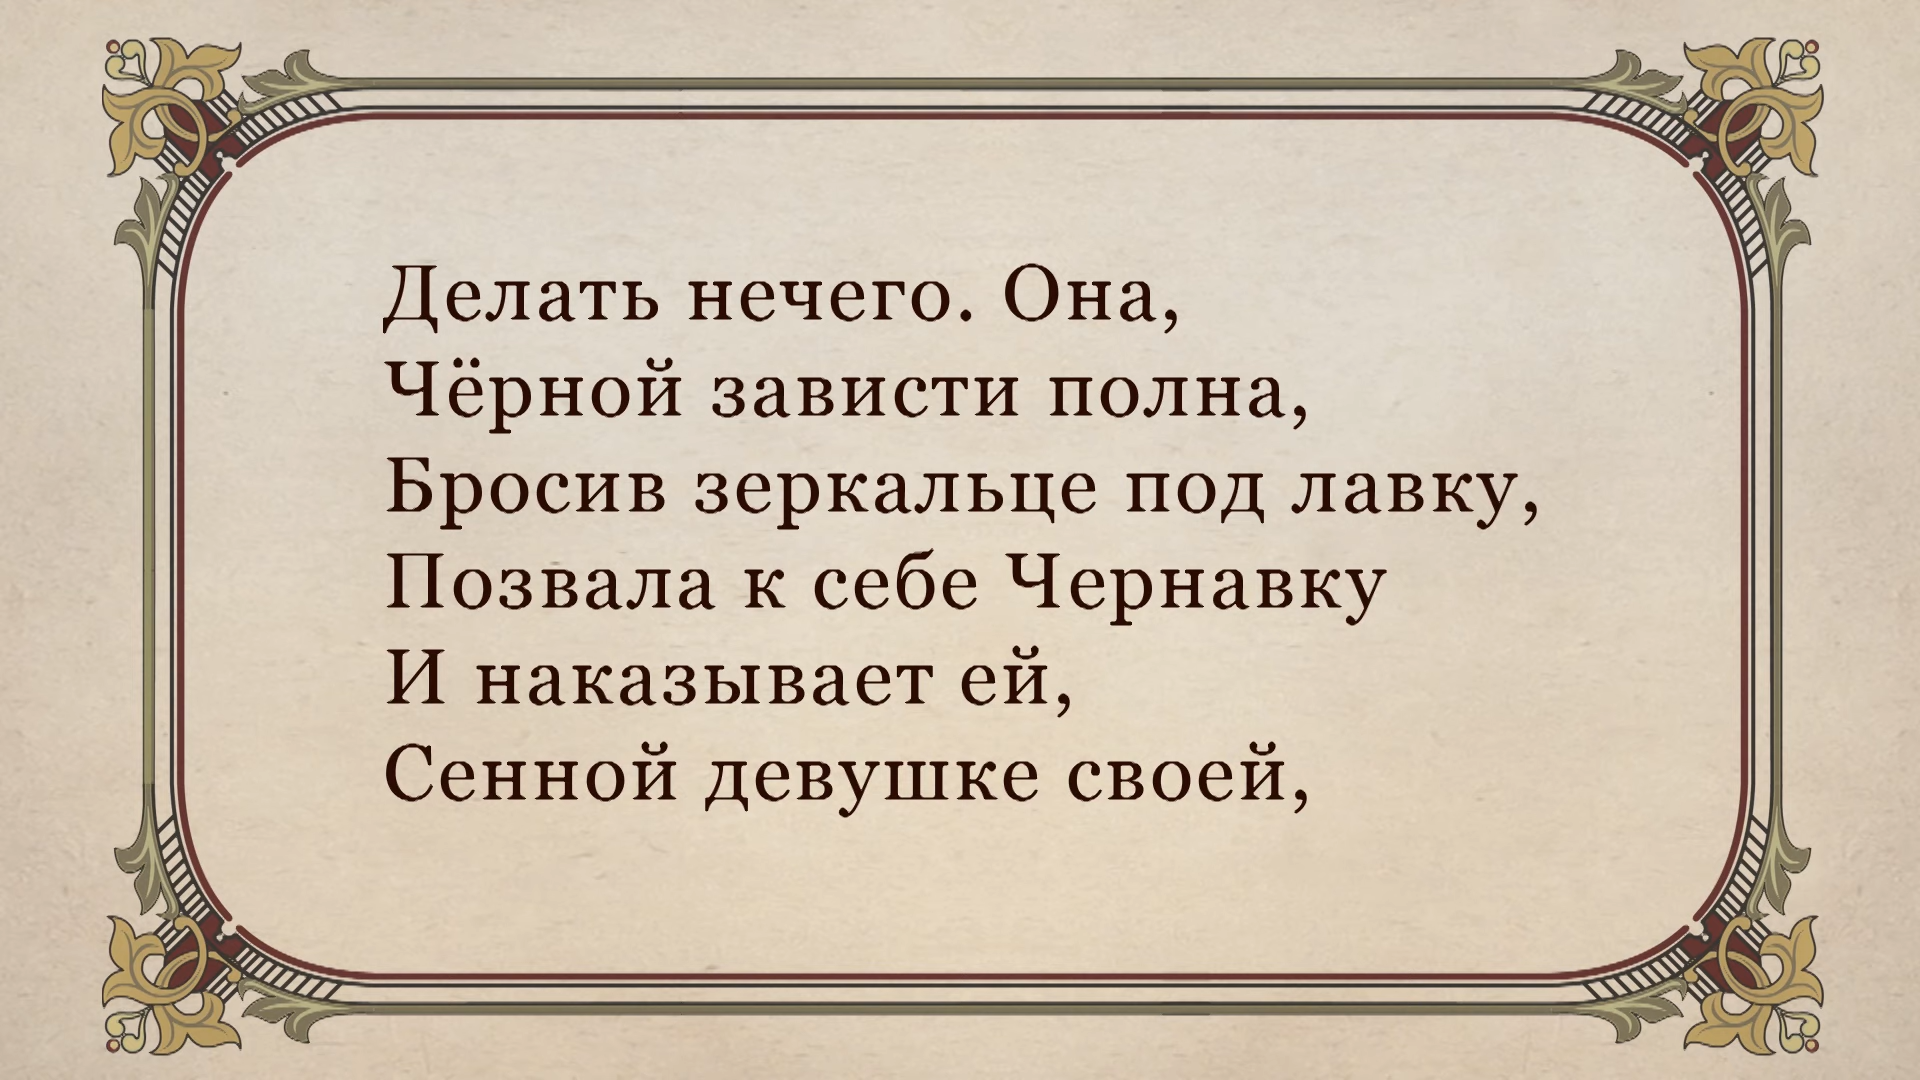 Делать нечего. Она,
Чёрной зависти полна,
Бросив зеркальце под лавку,
Позвала к себе Чернавку
И наказывает ей,
Сенной девушке своей,